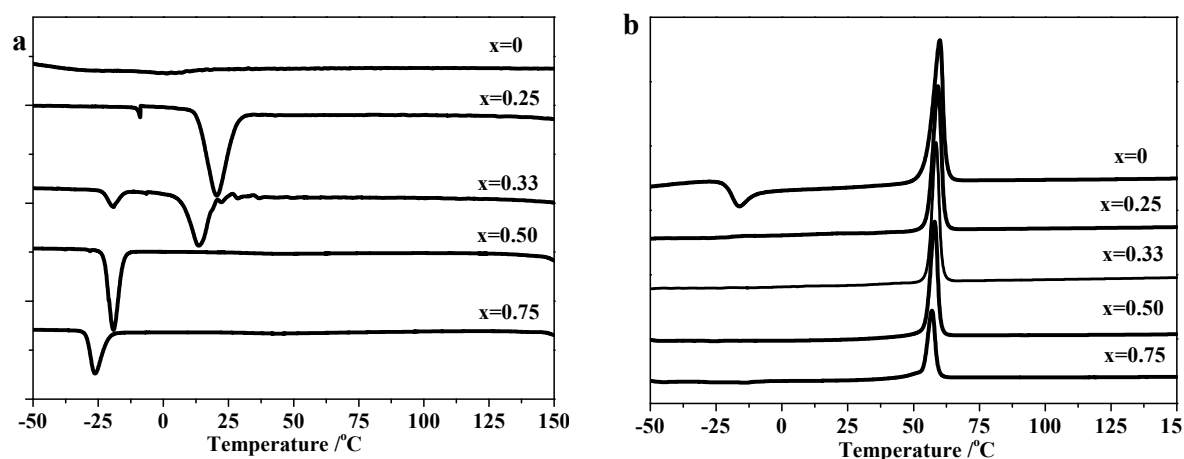 a
x=0
x=0.25
x=0.33
x=0.50
x=0.75
-50 -25 0 25 50 75 100 125 150
Temperature /°C
b
x=0
x=0.25
x=0.33
x=0.50
x=0.75
-50 -25 0 25 50 75 100 125 15
Temperature /°C